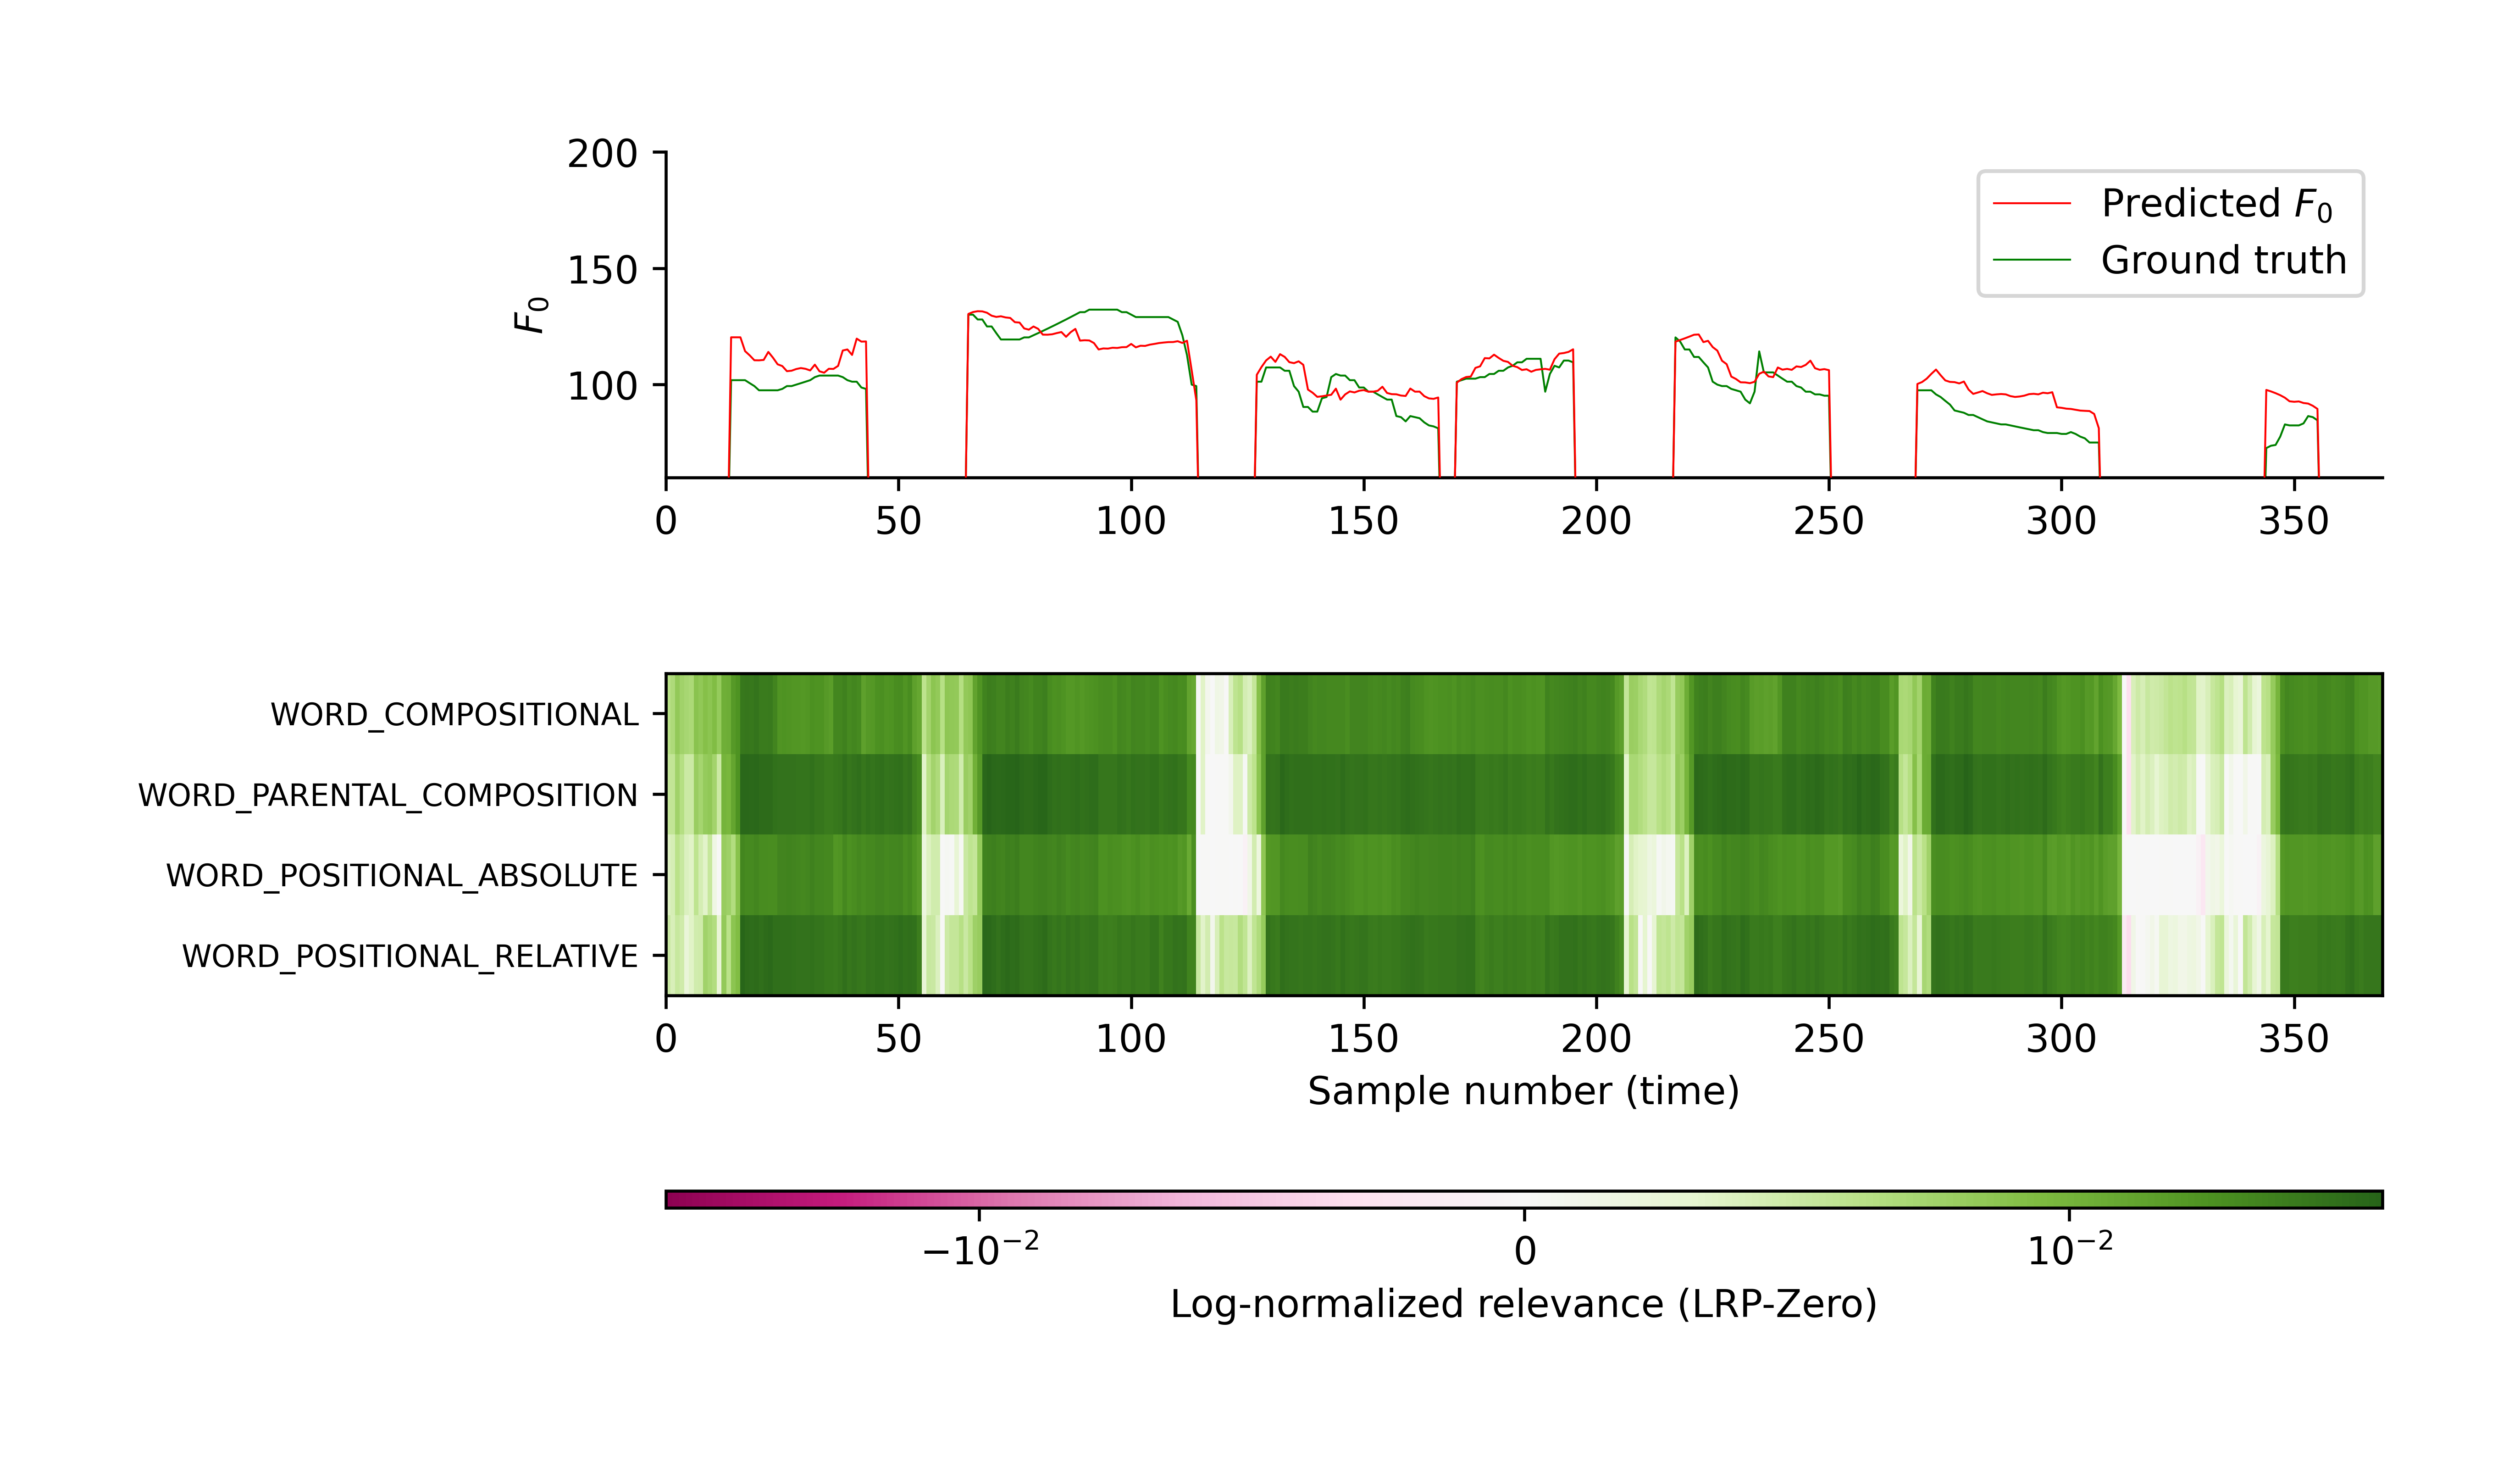 200
150
100
F₀
Predicted F₀
Ground truth
0 50 100 150 200 250 300 350
WORD_COMPOSITIONAL
WORD_PARENTAL_COMPOSITION
WORD_POSITIONAL_ABSOLUTE
WORD_POSITIONAL_RELATIVE
0 50 100 150 200 250 300 350
Sample number (time)
−10⁻² 0 10⁻²
Log-normalized relevance (LRP-Zero)